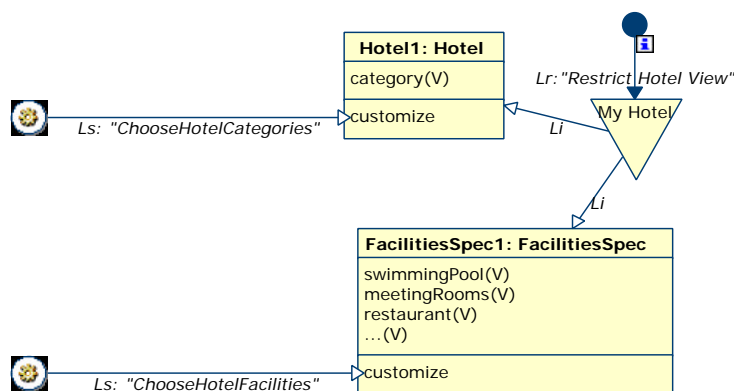 Hotel1: Hotel
category(V)
customize
Lr:"Restrict Hotel View"
My Hotel
Ls: "ChooseHotelCategories"
Li
Li
FacilitiesSpec1: FacilitiesSpec
swimmingPool(V)
meetingRooms(V)
restaurant(V)
...(V)
customize
Ls: "ChooseHotelFacilities"
i